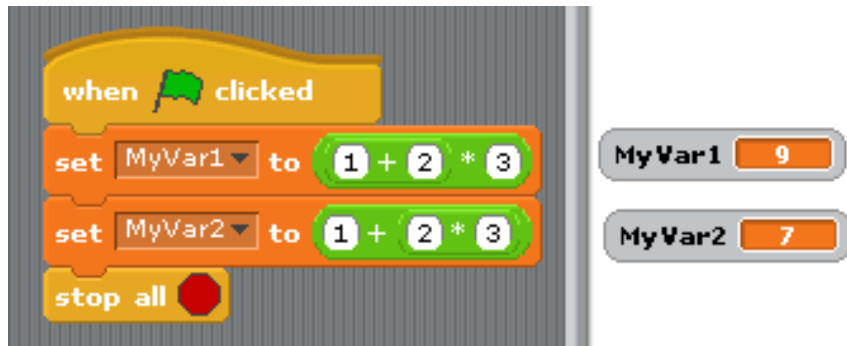 when clicked
set MyVar1 to 1 + 2 * 3
MyVar1 9
set MyVar2 to 1 + 2 * 3
MyVar2 7
stop all